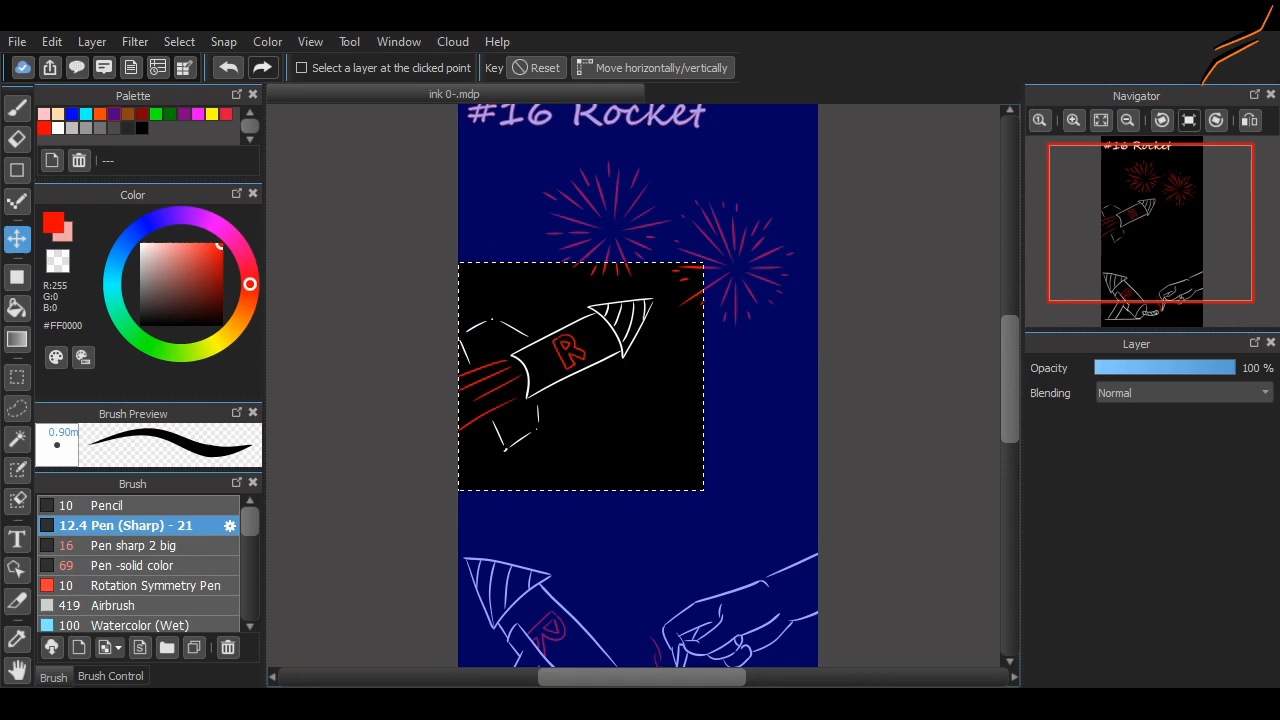 File Edit Layer Filter Select Snap Color View Tool Window Cloud Help
Select a layer at the clicked point Key Reset Move horizontally/vertically
Palette
---
Color
R:255
G:0
B:0
#FF0000
Brush Preview
0.90m
Brush
10 Pencil
12.4 Pen (Sharp) - 21
16 Pen sharp 2 big
69 Pen -solid color
10 Rotation Symmetry Pen
419 Airbrush
100 Watercolor (Wet)
Brush Brush Control
ink 0-.mdp
#16 Rocket
R
R
Navigator
#16 Rocket
Layer
Opacity 100 %
Blending Normal